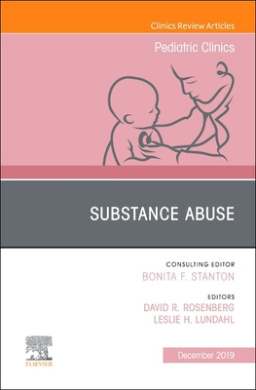 Clinics Review Articles
Pediatric Clinics
SUBSTANCE ABUSE
CONSULTING EDITOR
BONITA F. STANTON
EDITORS
DAVID R. ROSENBERG
LESLIE H. LUNDAHL
ELSEVIER
December 2019